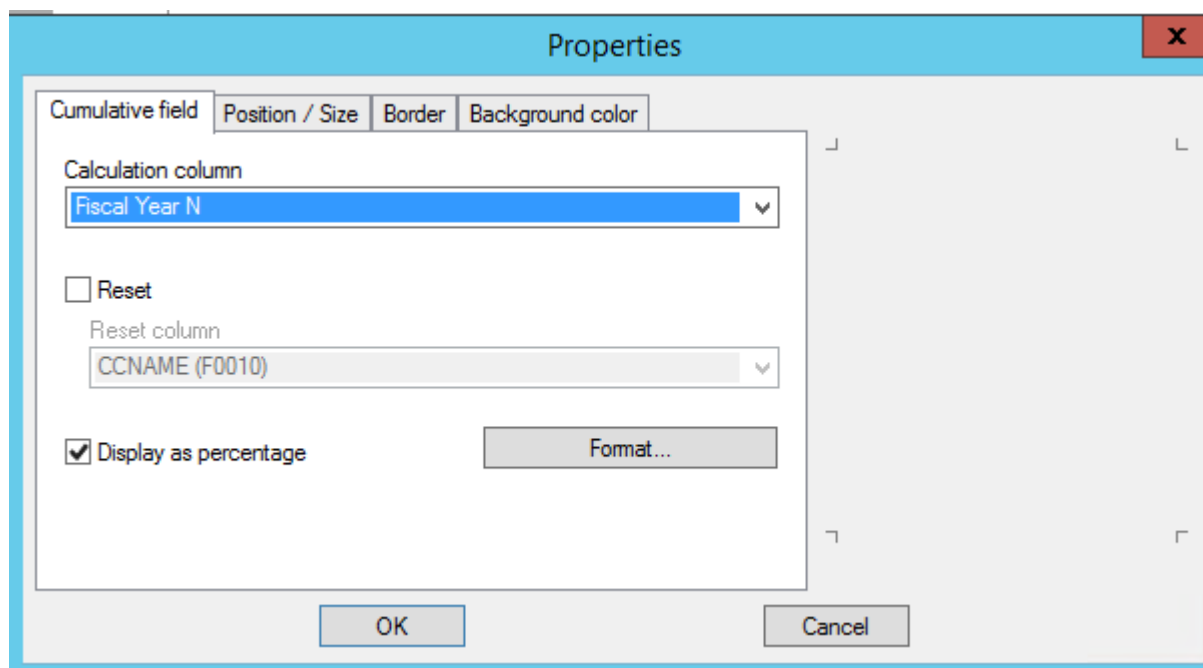 Properties
x
Cumulative field
Position / Size
Border
Background color
Calculation column
Fiscal Year N
Reset
Reset column
CCNAME (F0010)
Display as percentage
Format...
OK
Cancel